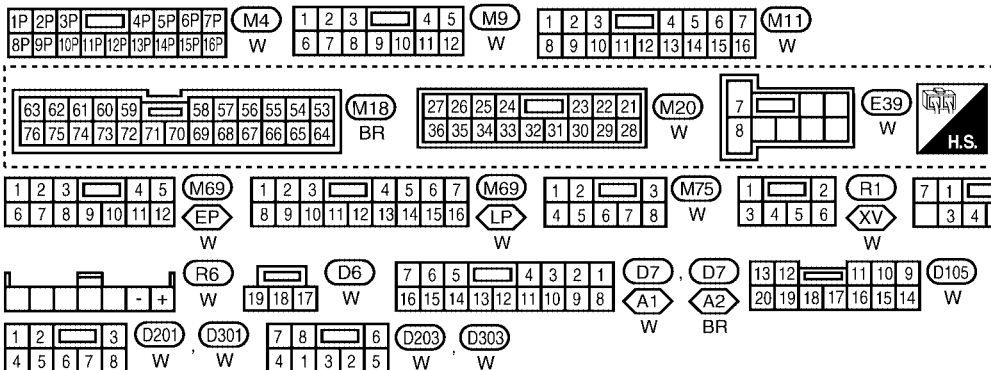 1P 2P 3P 4P 5P 6P 7P M4
8P 9P 10P 11P 12P 13P 14P 15P 16P W
1 2 3 4 5 M9
6 7 8 9 10 11 12 W
1 2 3 4 5 6 7 M11
8 9 10 11 12 13 14 15 16 W
63 62 61 60 59 58 57 56 55 54 53 M18
76 75 74 73 72 71 70 69 68 67 66 65 64 BR
27 26 25 24 23 22 21 M20
36 35 34 33 32 31 30 29 28 W
7 E39
8 W
H.S.
1 2 3 4 5 M69
6 7 8 9 10 11 12 EP
W
1 2 3 4 5 6 7 M69
8 9 10 11 12 13 14 15 16 LP
W
1 2 3 M75
4 5 6 7 8 W
1 2 R1
3 4 5 6 XV
W
7 1
3 4
- + R6
W
D6
19 18 17 W
7 6 5 4 3 2 1 D7 , D7
16 15 14 13 12 11 10 9 8 A1 A2
W BR
13 12 11 10 9 D105
20 19 18 17 16 15 14 W
1 2 3 D201 , D301
4 5 6 7 8 W W
7 8 6 D203 , D303
4 1 3 2 5 W W